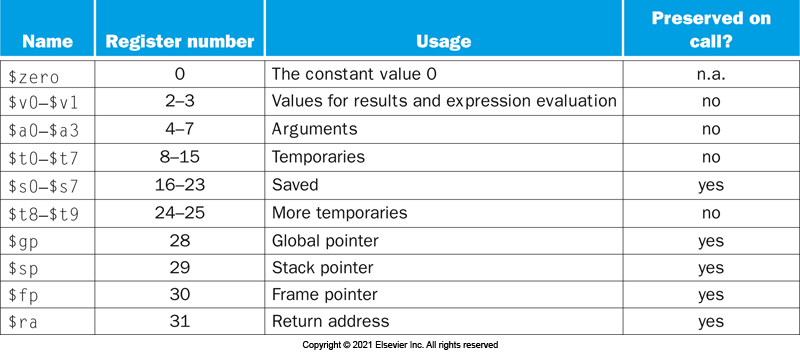 Name Register number Usage Preserved on call?
$zero 0 The constant value 0 n.a.
$v0–$v1 2–3 Values for results and expression evaluation no
$a0–$a3 4–7 Arguments no
$t0–$t7 8–15 Temporaries no
$s0–$s7 16–23 Saved yes
$t8–$t9 24–25 More temporaries no
$gp 28 Global pointer yes
$sp 29 Stack pointer yes
$fp 30 Frame pointer yes
$ra 31 Return address yes
Copyright © 2021 Elsevier Inc. All rights reserved